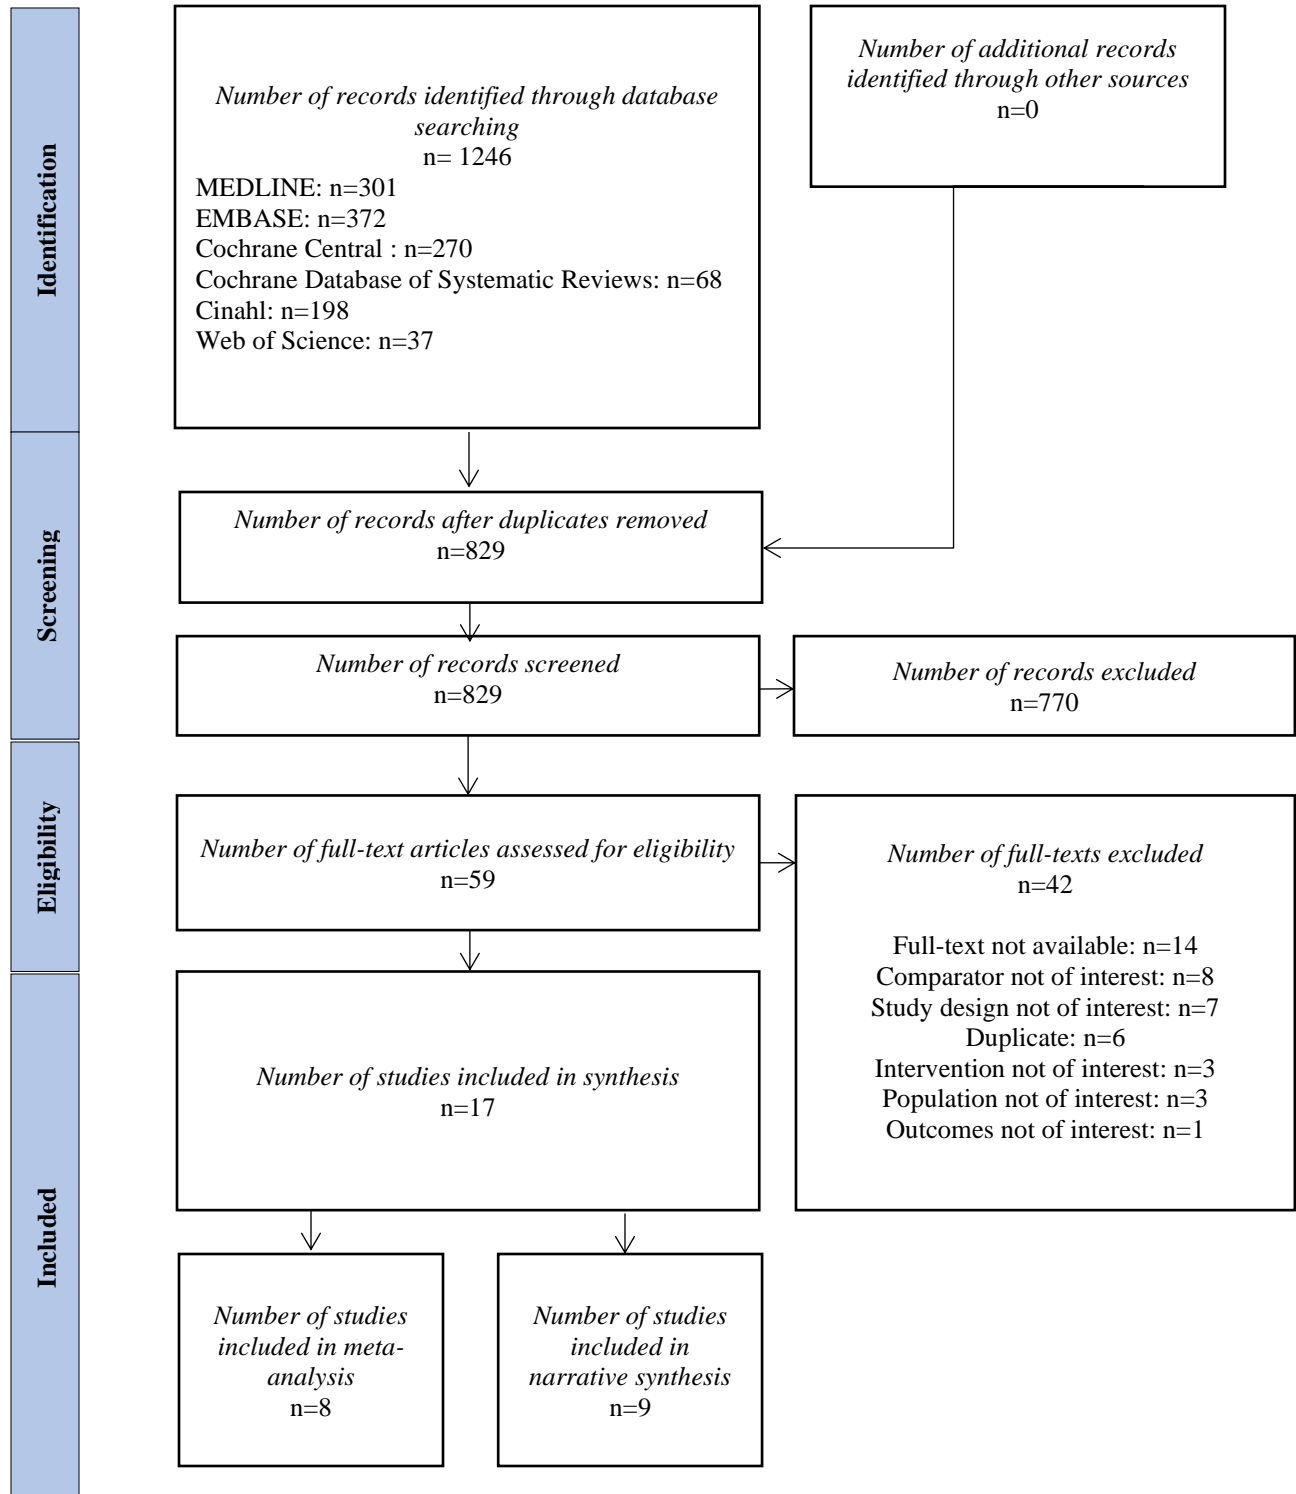 Identification
Number of records identified through database
searching
n= 1246
MEDLINE: n=301
EMBASE: n=372
Cochrane Central : n=270
Cochrane Database of Systematic Reviews: n=68
Cinahl: n=198
Web of Science: n=37
Number of additional records
identified through other sources
n=0
Screening
Number of records after duplicates removed
n=829
Number of records screened
n=829
Number of records excluded
n=770
Eligibility
Number of full-text articles assessed for eligibility
n=59
Number of full-texts excluded
n=42
Full-text not available: n=14
Comparator not of interest: n=8
Study design not of interest: n=7
Duplicate: n=6
Intervention not of interest: n=3
Population not of interest: n=3
Outcomes not of interest: n=1
Included
Number of studies included in synthesis
n=17
Number of studies
included in meta-
analysis
n=8
Number of studies
included in
narrative synthesis
n=9